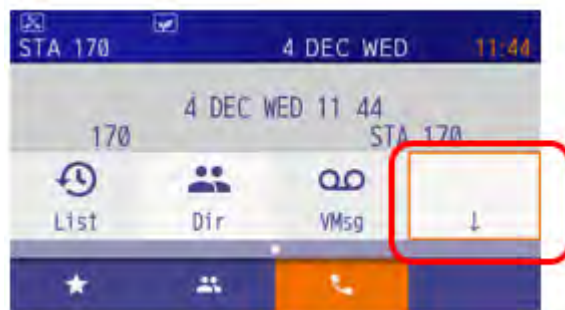 STA 170 4 DEC WED 11:44
4 DEC WED 11 44
170 STA 170
List Dir VMsg ↓